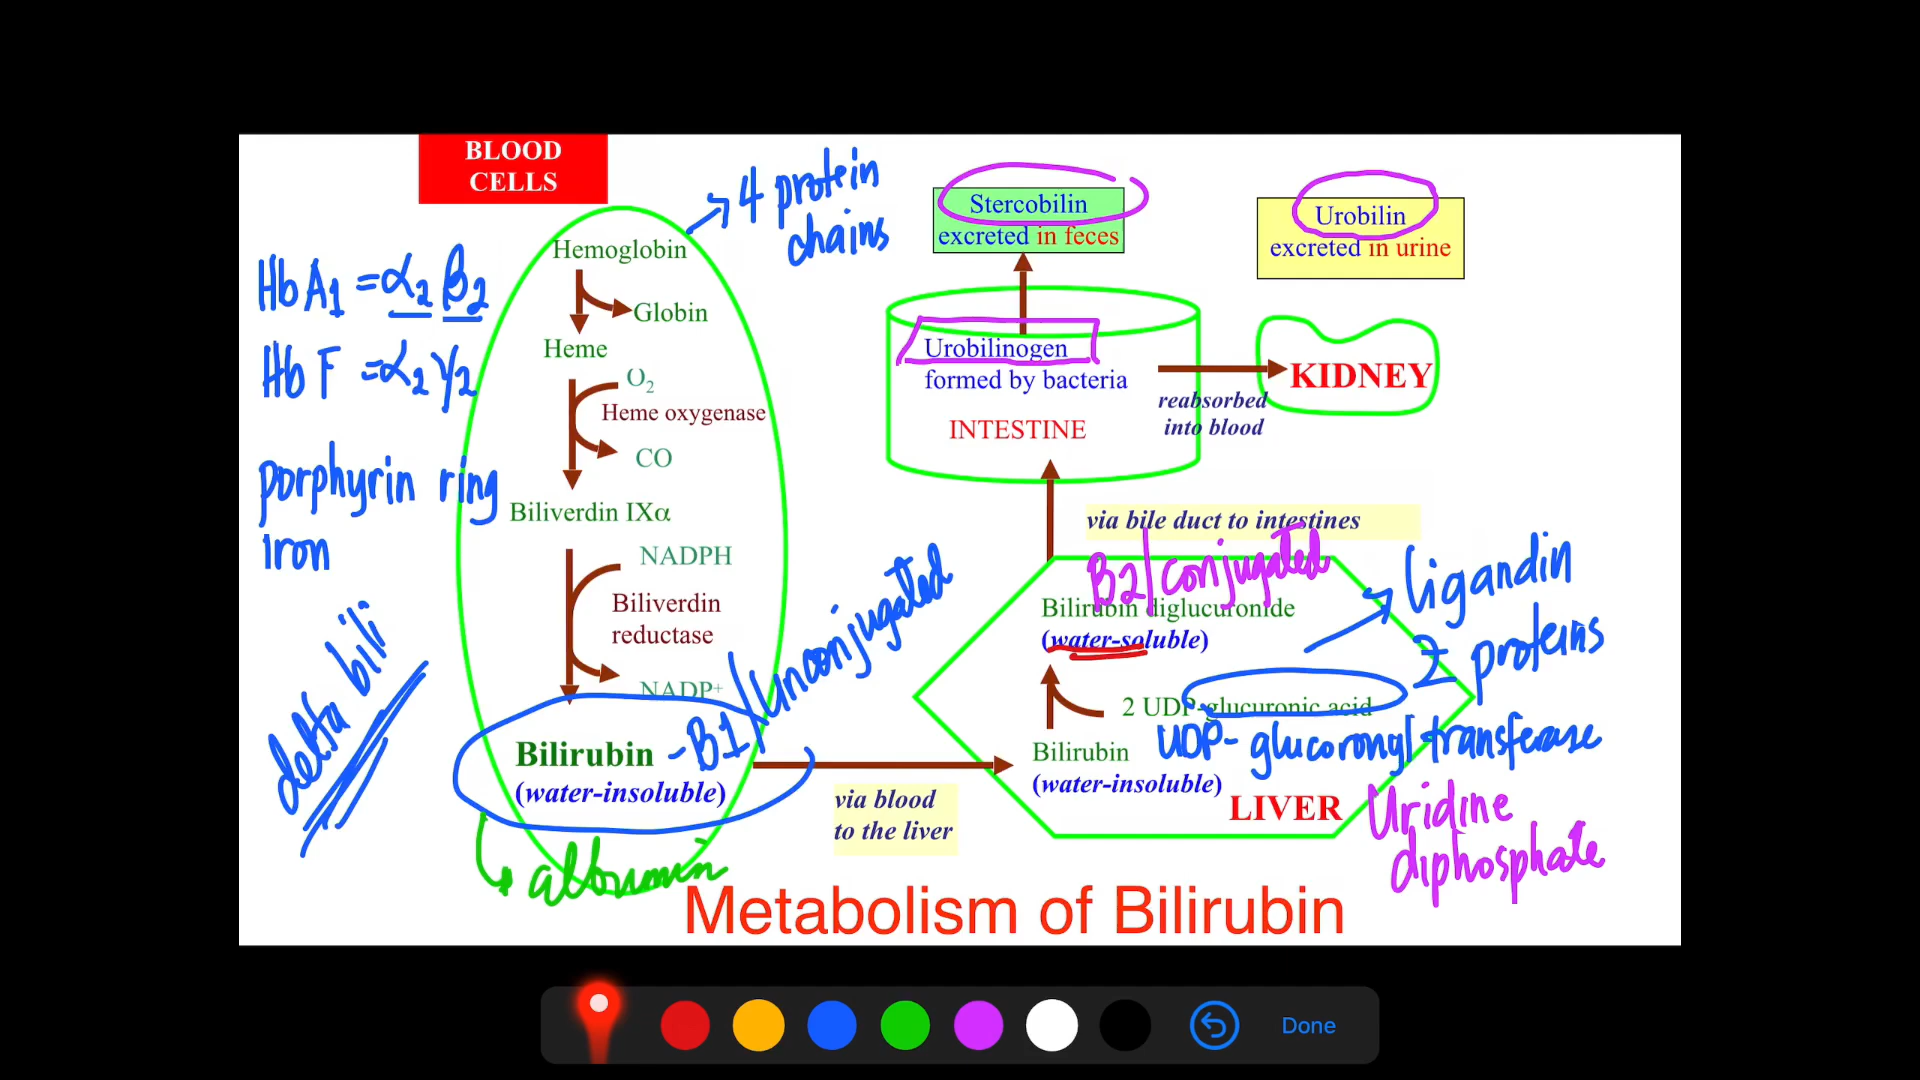 BLOOD
CELLS
Hemoglobin
Globin
Heme
O₂
Heme oxygenase
CO
Biliverdin IXα
NADPH
Biliverdin
reductase
NADP⁺
Bilirubin
(water-insoluble)
→ 4 protein
chains
Hb A1 = α2 β2
Hb F = α2 γ2
porphyrin ring
iron
delta bili
- B1/Unconjugated
albumin
via blood
to the liver
Stercobilin
excreted in feces
Urobilin
excreted in urine
Urobilinogen
formed by bacteria
INTESTINE
reabsorbed
into blood
KIDNEY
via bile duct to intestines
B2/conjugated
Bilirubin diglucuronide
(water-soluble)
2 UDP-glucuronic acid
Bilirubin
(water-insoluble)
LIVER
ligandin
2 proteins
UDP- glucoronyl transferase
Uridine
diphosphate
Metabolism of Bilirubin
Done